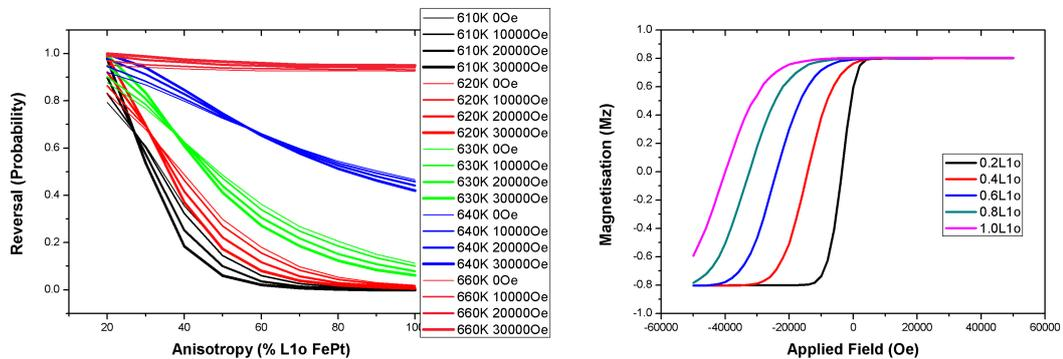 Reversal (Probability)
1.0
0.8
0.6
0.4
0.2
0.0
20
40
60
80
100
Anisotropy (% L1o FePt)
610K 0Oe
610K 10000Oe
610K 20000Oe
610K 30000Oe
620K 0Oe
620K 10000Oe
620K 20000Oe
620K 30000Oe
630K 0Oe
630K 10000Oe
630K 20000Oe
630K 30000Oe
640K 0Oe
640K 10000Oe
640K 20000Oe
640K 30000Oe
660K 0Oe
660K 10000Oe
660K 20000Oe
660K 30000Oe
Magnetisation (Mz)
1.0
0.8
0.6
0.4
0.2
0.0
-0.2
-0.4
-0.6
-0.8
-1.0
-60000
-40000
-20000
0
20000
40000
60000
Applied Field (Oe)
0.2L1o
0.4L1o
0.6L1o
0.8L1o
1.0L1o